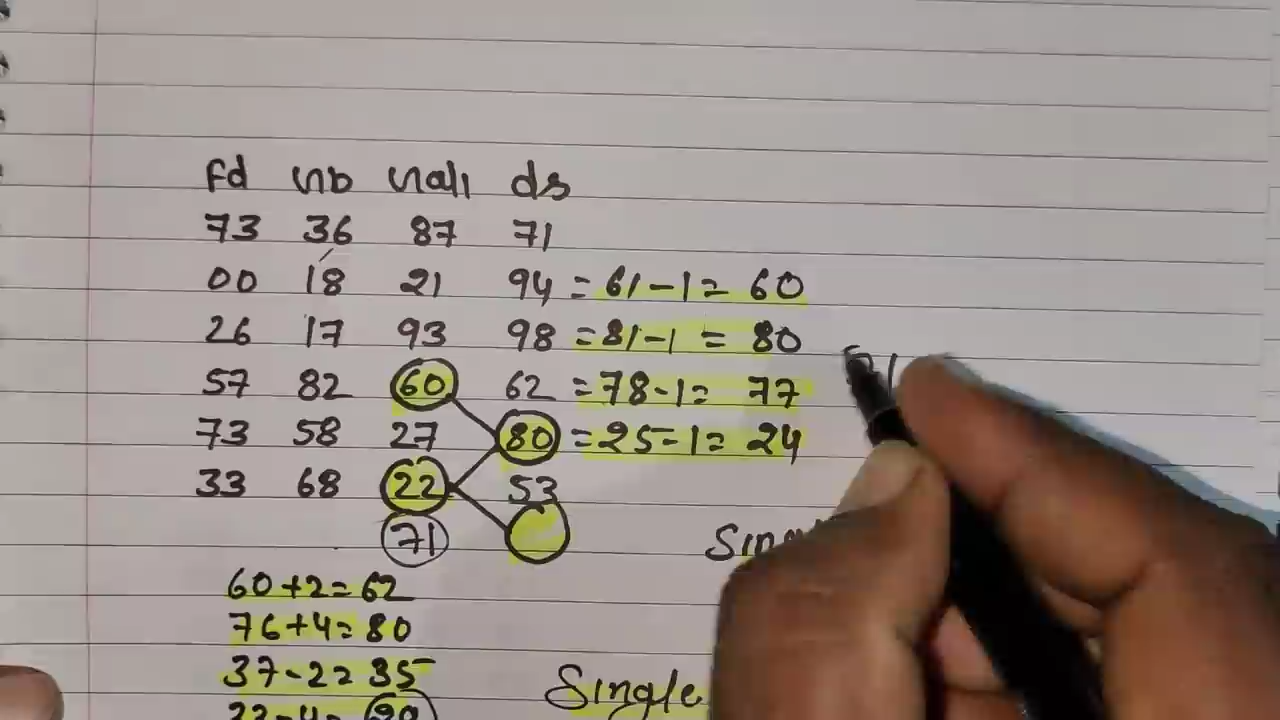 Fd Nb Nali ds
73 36 87 71
00 18 21 94 = 61-1= 60
26 17 93 98 = 81-1 = 80
57 82 60 62 = 78-1= 77
73 58 27 80 = 25-1= 24
33 68 22 53
71
60+2=62
76+4=80
37-2=35
Single